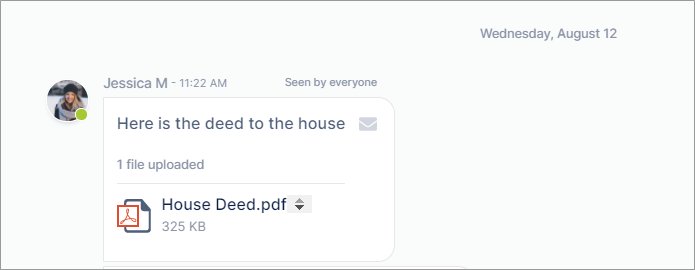 Wednesday, August 12
Jessica M - 11:22 AM Seen by everyone
Here is the deed to the house
1 file uploaded
House Deed.pdf
325 KB